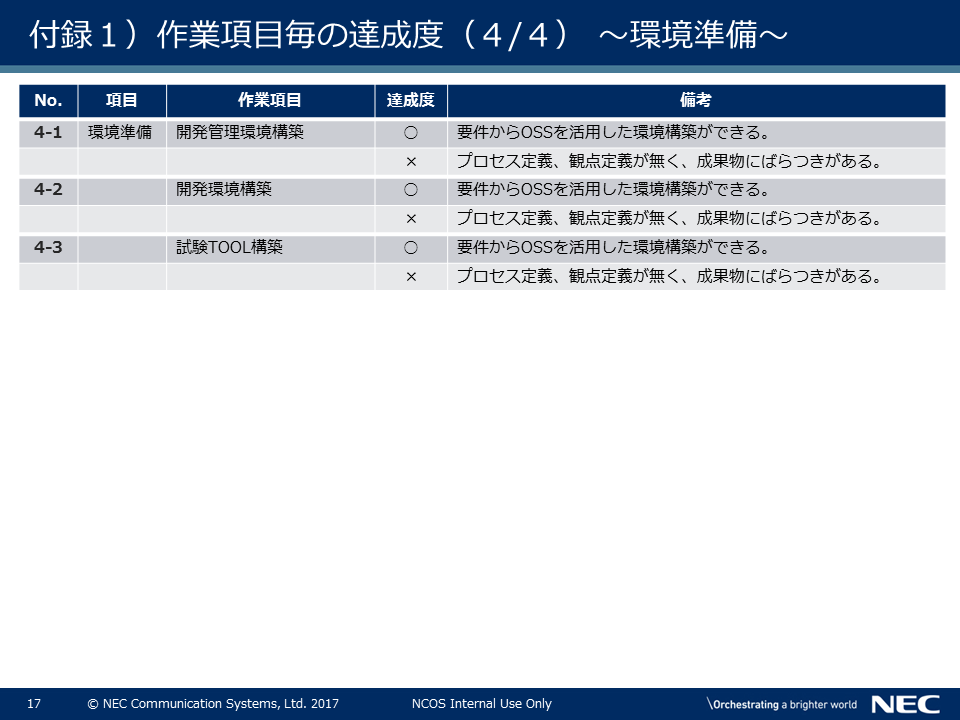 付録１）作業項目毎の達成度（４/４） ～環境準備～
No. 項目 作業項目 達成度 備考
4-1 環境準備 開発管理環境構築 ○ 要件からOSSを活用した環境構築ができる。
× プロセス定義、観点定義が無く、成果物にばらつきがある。
4-2 開発環境構築 ○ 要件からOSSを活用した環境構築ができる。
× プロセス定義、観点定義が無く、成果物にばらつきがある。
4-3 試験TOOL構築 ○ 要件からOSSを活用した環境構築ができる。
× プロセス定義、観点定義が無く、成果物にばらつきがある。
17 © NEC Communication Systems, Ltd. 2017 NCOS Internal Use Only \Orchestrating a brighter world NEC